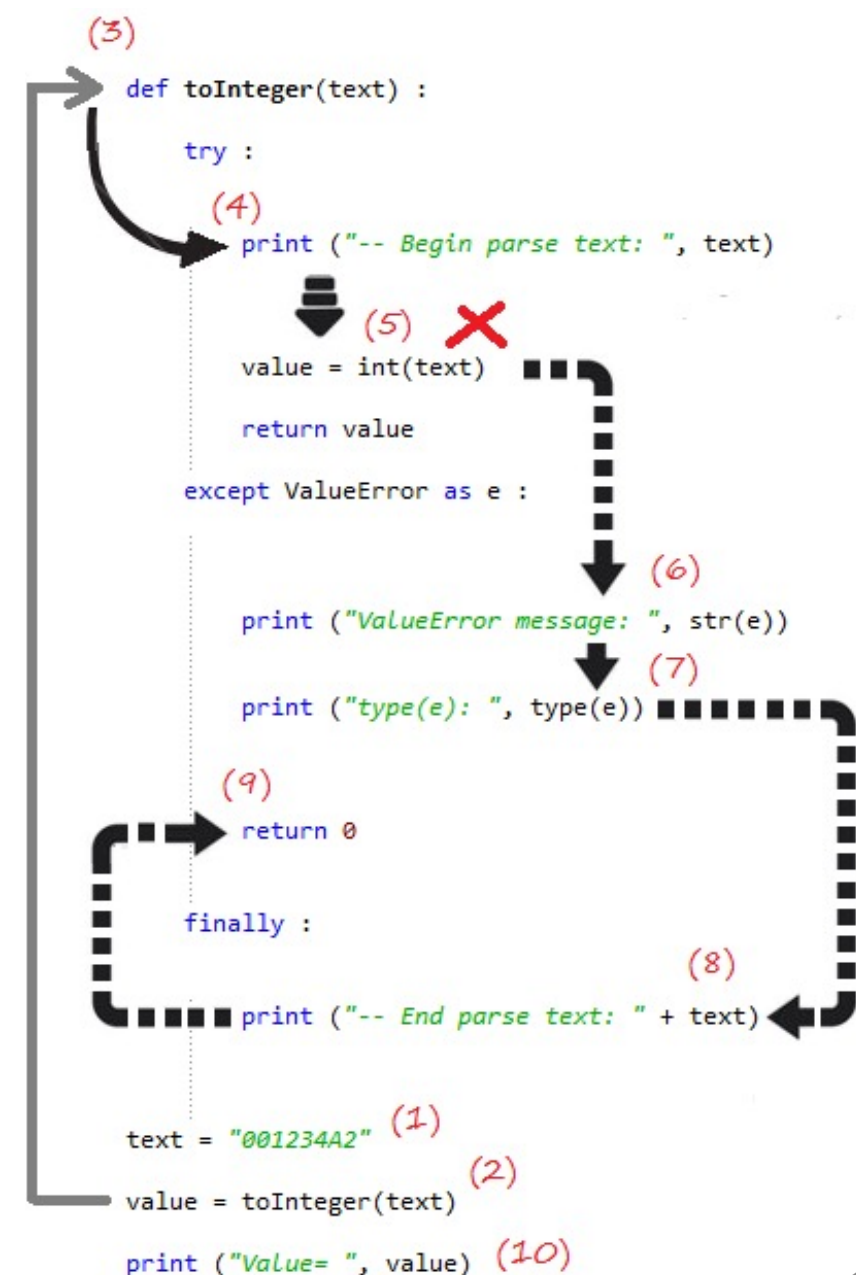 (3)
def toInteger(text) :
try :
(4)
print ("-- Begin parse text: ", text)
(5)
value = int(text)
return value
except ValueError as e :
(6)
print ("ValueError message: ", str(e))
(7)
print ("type(e): ", type(e))
(9)
return 0
finally :
(8)
print ("-- End parse text: " + text)
text = "001234A2" (1)
(2)
value = toInteger(text)
print ("Value= ", value) (10)